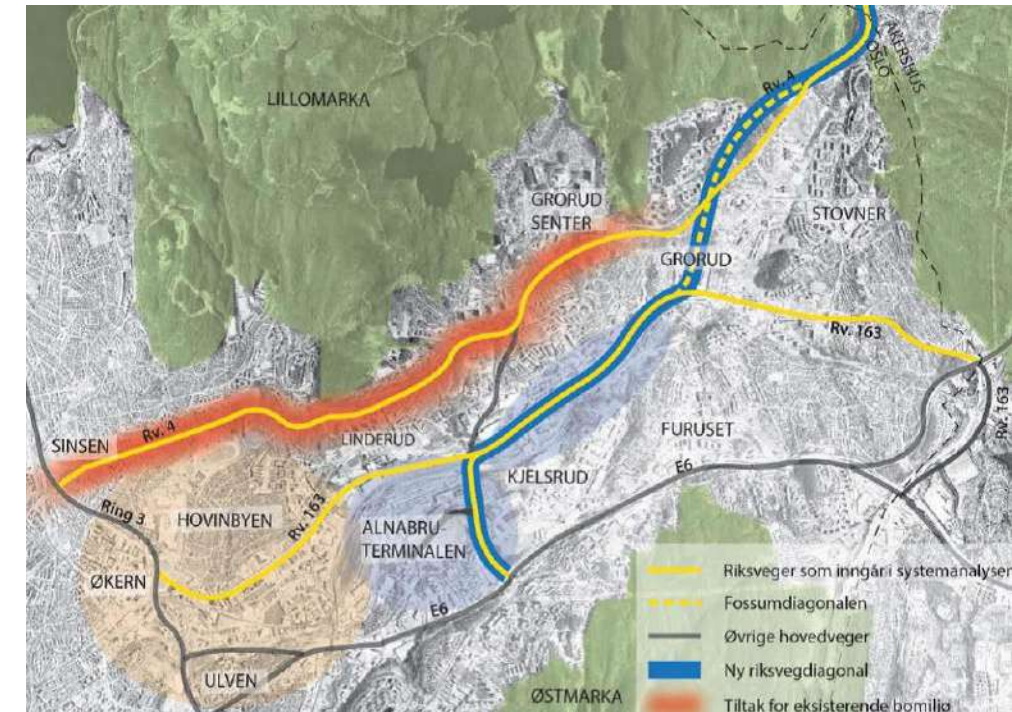 LILLOMARKA
Rv. 4
OSLO
AKERSHUS
GRORUD
SENTER
STOVNER
GRORUD
Rv. 163
Rv. 163
SINSEN
Rv. 4
LINDERUD
FURUSET
E6
KJELSRUD
Ring 3
HOVINBYEN
Rv. 163
ALNABRU-
TERMINALEN
ØKERN
E6
ULVEN
ØSTMARKA
Riksveger som inngår i systemanalysen
Fossumdiagonalen
Øvrige hovedveger
Ny riksvegdiagonal
Tiltak for eksisterende bomiljø